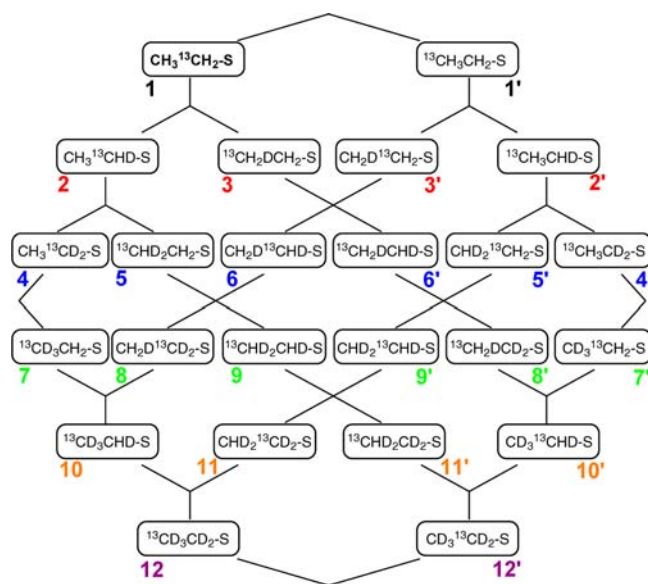 CH₃¹³CH₂-S ¹³CH₃CH₂-S
1 1'
CH₃¹³CHD-S ¹³CH₂DCH₂-S CH₂D¹³CH₂-S ¹³CH₃CHD-S
2 3 3' 2'
CH₃¹³CD₂-S ¹³CHD₂CH₂-S CH₂D¹³CHD-S ¹³CH₂DCHD-S CHD₂¹³CH₂-S ¹³CH₃CD₂-S
4 5 6 6' 5' 4
¹³CD₃CH₂-S CH₂D¹³CD₂-S ¹³CHD₂CHD-S CHD₂¹³CHD-S ¹³CH₂DCD₂-S CD₃¹³CH₂-S
7 8 9 9' 8' 7'
¹³CD₃CHD-S CHD₂¹³CD₂-S ¹³CHD₂CD₂-S CD₃¹³CHD-S
10 11 11' 10'
¹³CD₃CD₂-S CD₃¹³CD₂-S
12 12'